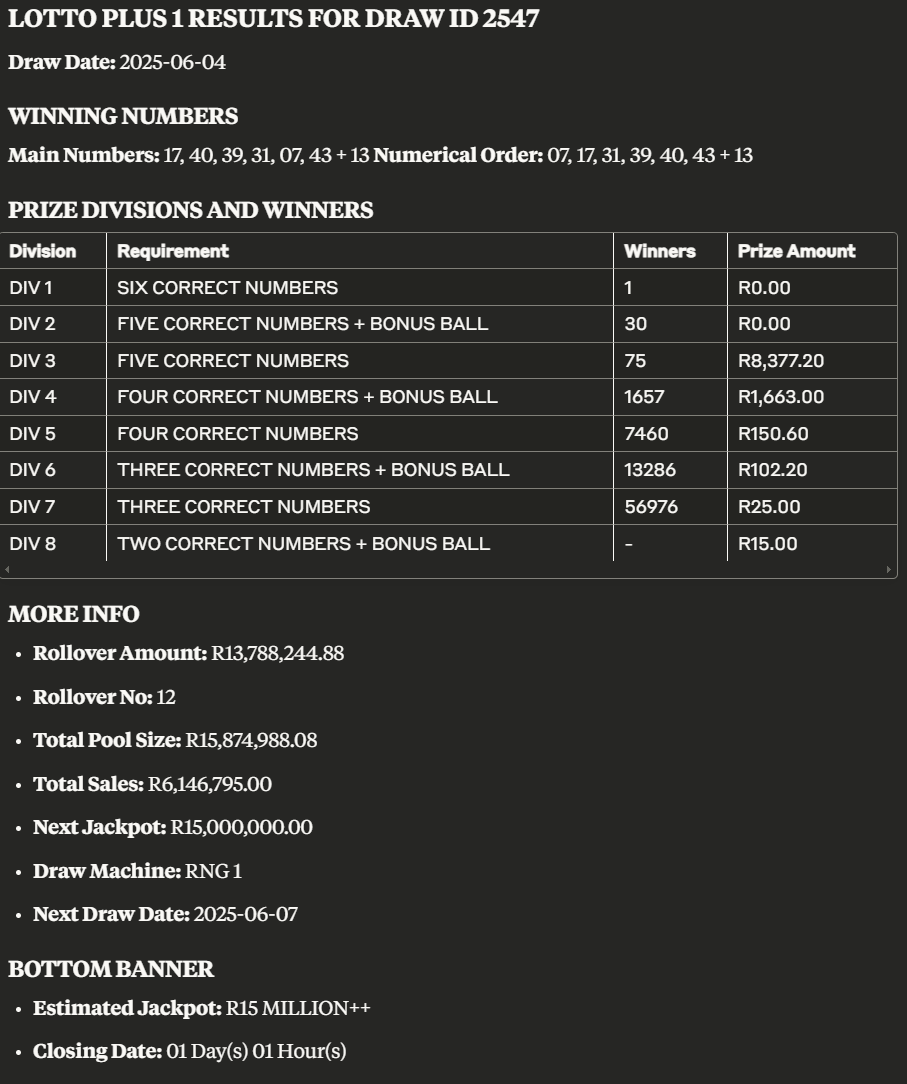 LOTTO PLUS 1 RESULTS FOR DRAW ID 2547
Draw Date: 2025-06-04
WINNING NUMBERS
Main Numbers: 17, 40, 39, 31, 07, 43 + 13 Numerical Order: 07, 17, 31, 39, 40, 43 + 13
PRIZE DIVISIONS AND WINNERS
Division Requirement Winners Prize Amount
DIV 1 SIX CORRECT NUMBERS 1 R0.00
DIV 2 FIVE CORRECT NUMBERS + BONUS BALL 30 R0.00
DIV 3 FIVE CORRECT NUMBERS 75 R8,377.20
DIV 4 FOUR CORRECT NUMBERS + BONUS BALL 1657 R1,663.00
DIV 5 FOUR CORRECT NUMBERS 7460 R150.60
DIV 6 THREE CORRECT NUMBERS + BONUS BALL 13286 R102.20
DIV 7 THREE CORRECT NUMBERS 56976 R25.00
DIV 8 TWO CORRECT NUMBERS + BONUS BALL - R15.00
MORE INFO
• Rollover Amount: R13,788,244.88
• Rollover No: 12
• Total Pool Size: R15,874,988.08
• Total Sales: R6,146,795.00
• Next Jackpot: R15,000,000.00
• Draw Machine: RNG 1
• Next Draw Date: 2025-06-07
BOTTOM BANNER
• Estimated Jackpot: R15 MILLION++
• Closing Date: 01 Day(s) 01 Hour(s)